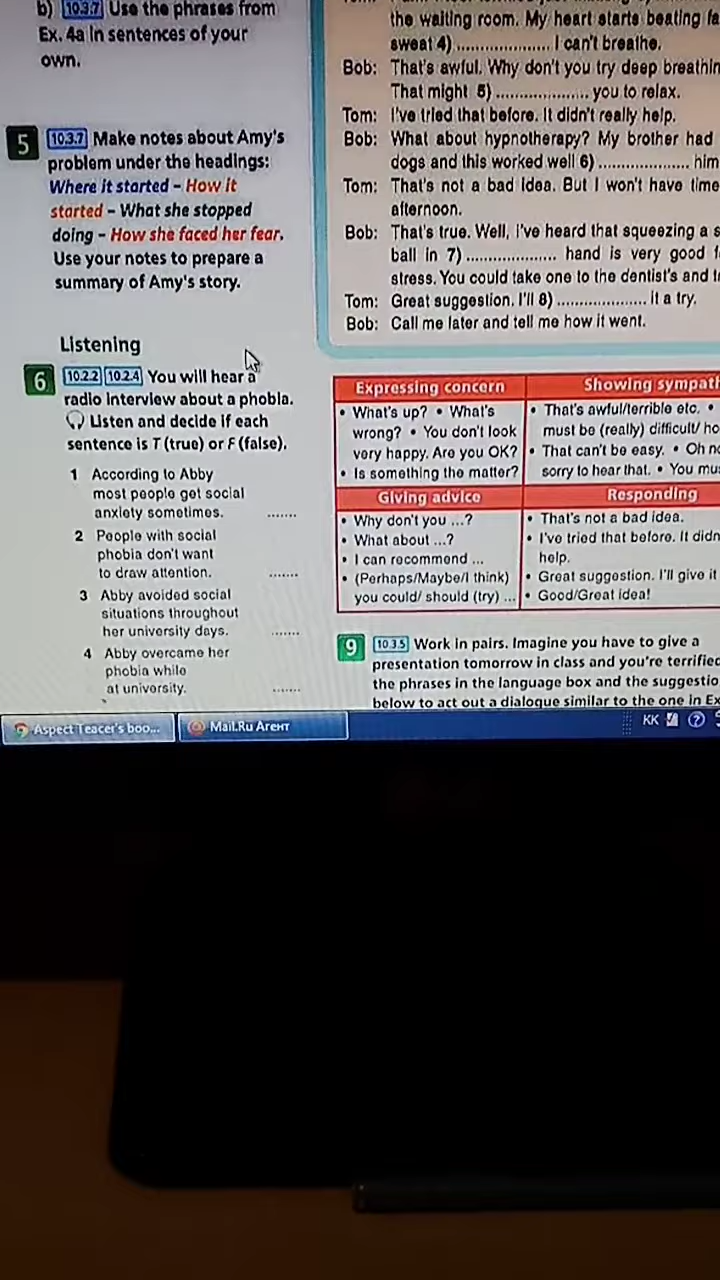 b) 10.3.7 Use the phrases from
Ex. 4a in sentences of your
own.
5 10.3.7 Make notes about Amy's
problem under the headings:
Where it started – How it
started – What she stopped
doing – How she faced her fear.
Use your notes to prepare a
summary of Amy's story.
Listening
6 10.2.2 10.2.4 You will hear a
radio interview about a phobia.
Listen and decide if each
sentence is T (true) or F (false).
1 According to Abby
most people get social
anxiety sometimes. .......
2 People with social
phobia don't want
to draw attention. .......
3 Abby avoided social
situations throughout
her university days. .......
4 Abby overcame her
phobia while
at university. .......
the waiting room. My heart starts beating fa
sweat 4) .................... I can't breathe.
Bob: That's awful. Why don't you try deep breathin
That might 5) .................... you to relax.
Tom: I've tried that before. It didn't really help.
Bob: What about hypnotherapy? My brother had
dogs and this worked well 6) .................... him
Tom: That's not a bad idea. But I won't have time
afternoon.
Bob: That's true. Well, I've heard that squeezing a s
ball in 7) .................... hand is very good f
stress. You could take one to the dentist's and t
Tom: Great suggestion. I'll 8) .................... it a try.
Bob: Call me later and tell me how it went.
Expressing concern
• What's up? • What's
wrong? • You don't look
very happy. Are you OK?
• Is something the matter?
Showing sympath
• That's awful/terrible etc. •
must be (really) difficult/ ho
• That can't be easy. • Oh no
sorry to hear that. • You mu
Giving advice
• Why don't you ...?
• What about ...?
• I can recommend ...
• (Perhaps/Maybe/I think)
you could/ should (try) ...
Responding
• That's not a bad idea.
• I've tried that before. It didn
help.
• Great suggestion. I'll give it
• Good/Great idea!
9 10.3.5 Work in pairs. Imagine you have to give a
presentation tomorrow in class and you're terrified
the phrases in the language box and the suggestio
below to act out a dialogue similar to the one in Ex
Aspect Teacer's boo...
Mail.Ru Агент
KK